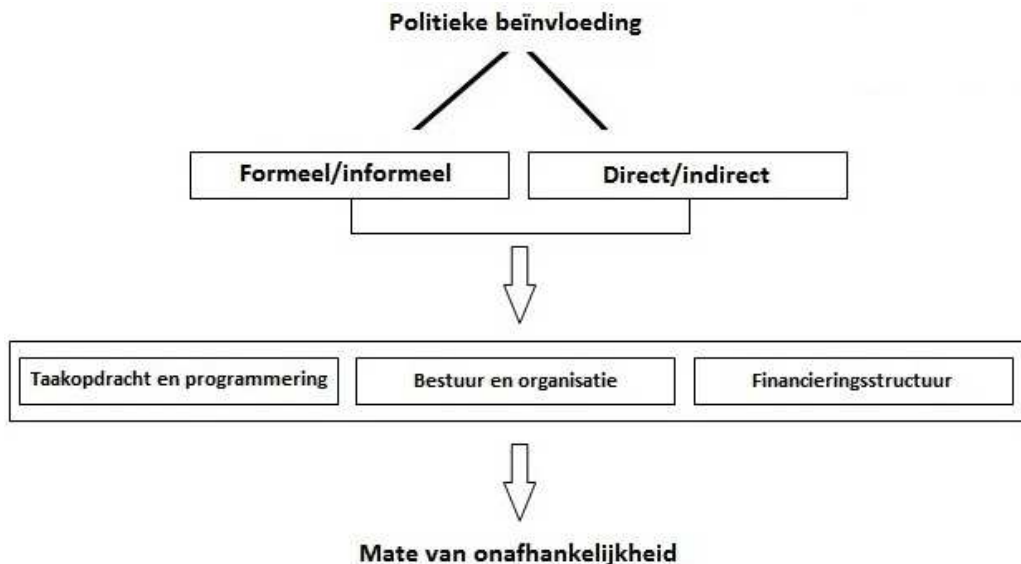 Politieke beïnvloeding
Formeel/informeel
Direct/indirect
Taakopdracht en programmering
Bestuur en organisatie
Financieringsstructuur
Mate van onafhankelijkheid